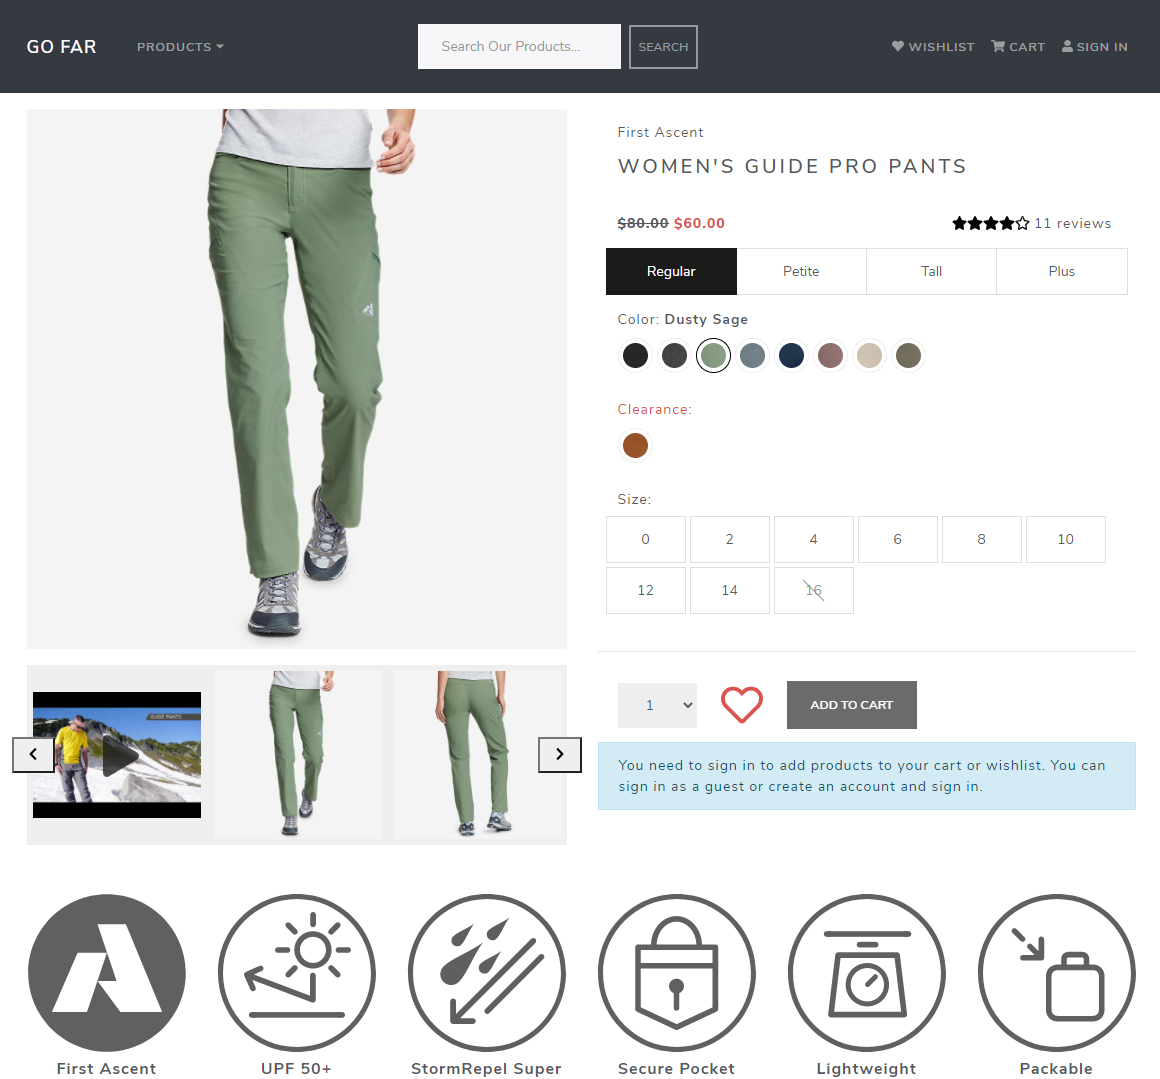 GO FAR
PRODUCTS
Search Our Products...
SEARCH
WISHLIST
CART
SIGN IN
First Ascent
WOMEN'S GUIDE PRO PANTS
$80.00 $60.00
11 reviews
Regular
Petite
Tall
Plus
Color: Dusty Sage
Clearance:
Size:
0
2
4
6
8
10
12
14
16
1
ADD TO CART
You need to sign in to add products to your cart or wishlist. You can
sign in as a guest or create an account and sign in.
GUIDE PANTS
First Ascent
UPF 50+
StormRepel Super
Secure Pocket
Lightweight
Packable